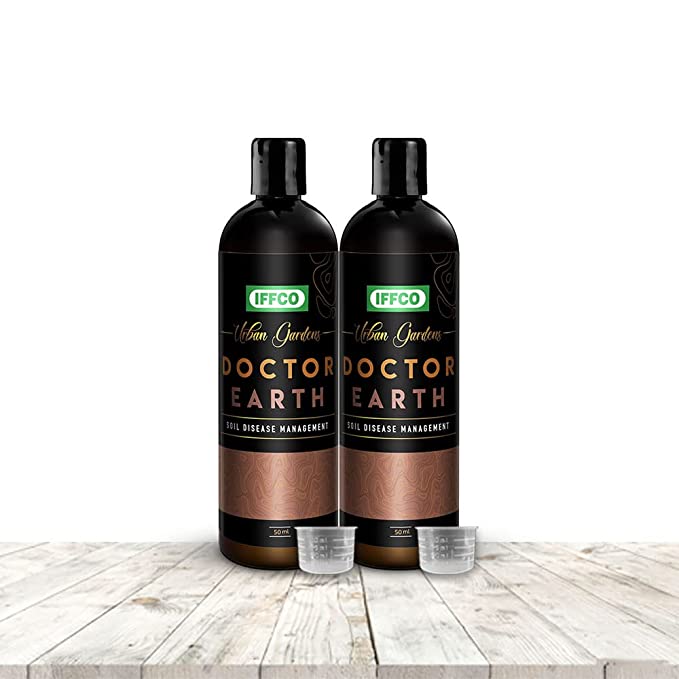 IFFCO
Urban Gardens
DOCTOR
EARTH
SOIL DISEASE MANAGEMENT
50 ml
IFFCO
Urban Gardens
DOCTOR
EARTH
SOIL DISEASE MANAGEMENT
50 ml